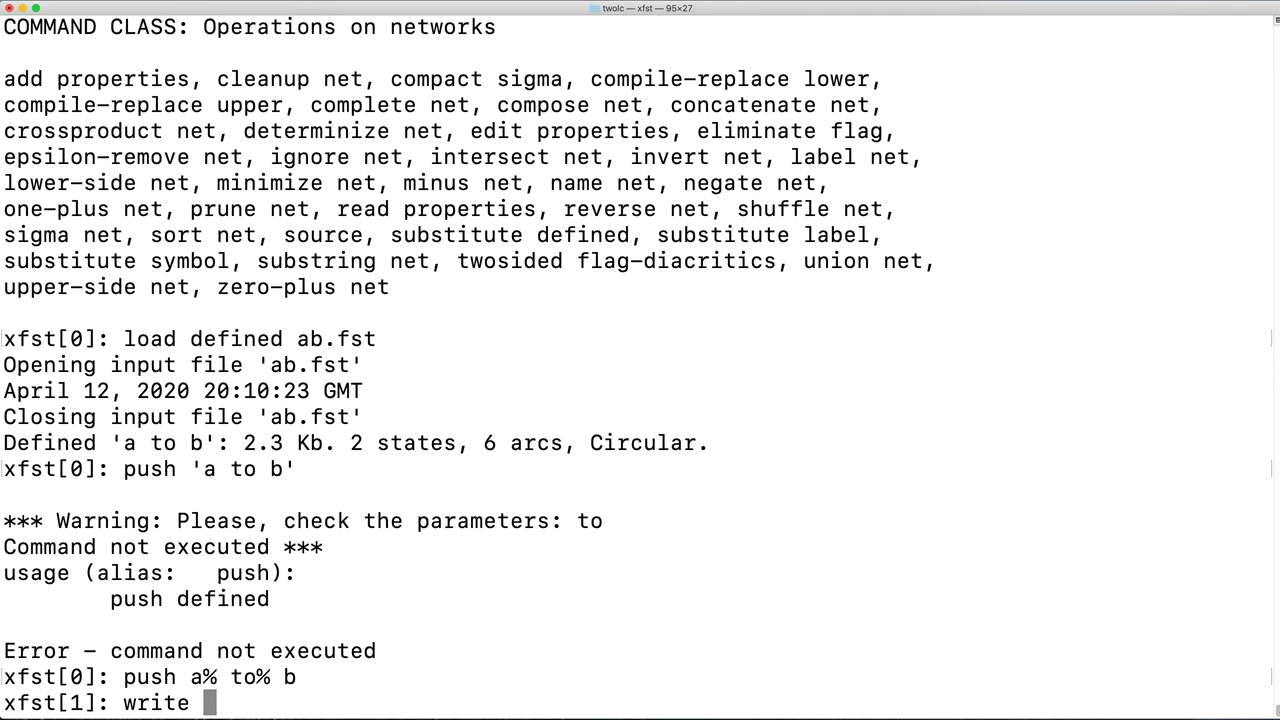 twolc — xfst — 95×27
COMMAND CLASS: Operations on networks
add properties, cleanup net, compact sigma, compile-replace lower,
compile-replace upper, complete net, compose net, concatenate net,
crossproduct net, determinize net, edit properties, eliminate flag,
epsilon-remove net, ignore net, intersect net, invert net, label net,
lower-side net, minimize net, minus net, name net, negate net,
one-plus net, prune net, read properties, reverse net, shuffle net,
sigma net, sort net, source, substitute defined, substitute label,
substitute symbol, substring net, twosided flag-diacritics, union net,
upper-side net, zero-plus net
xfst[0]: load defined ab.fst
Opening input file 'ab.fst'
April 12, 2020 20:10:23 GMT
Closing input file 'ab.fst'
Defined 'a to b': 2.3 Kb. 2 states, 6 arcs, Circular.
xfst[0]: push 'a to b'
*** Warning: Please, check the parameters: to
Command not executed ***
usage (alias:   push):
        push defined
Error - command not executed
xfst[0]: push a% to% b
xfst[1]: write